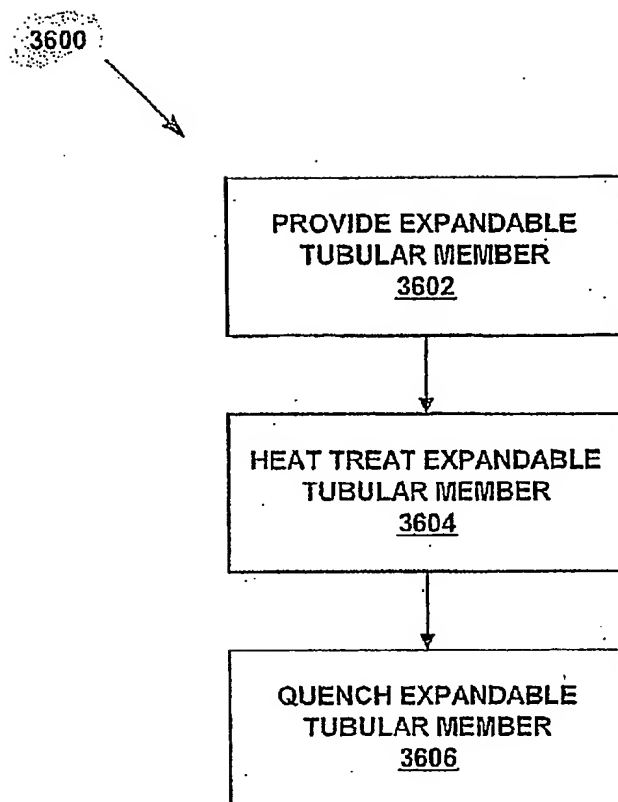 3600
PROVIDE EXPANDABLE
TUBULAR MEMBER
3602
HEAT TREAT EXPANDABLE
TUBULAR MEMBER
3604
QUENCH EXPANDABLE
TUBULAR MEMBER
3606